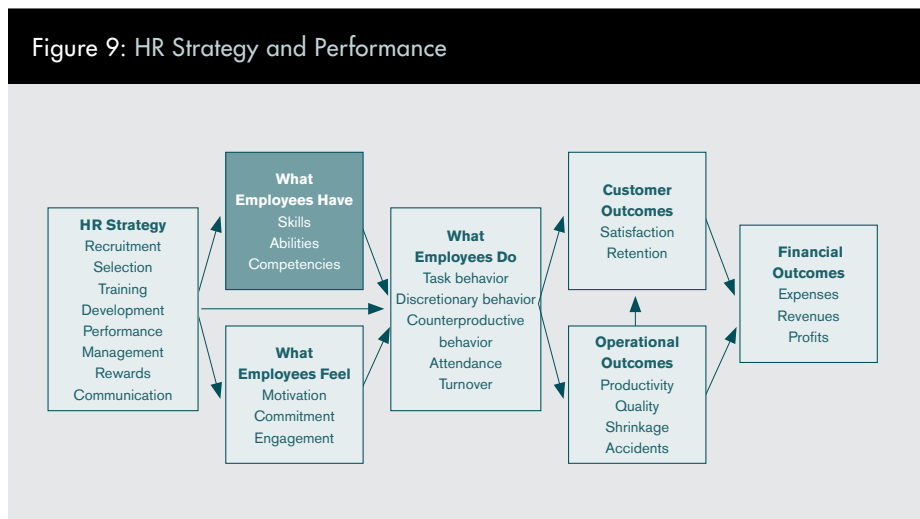 Figure 9: HR Strategy and Performance
HR Strategy
Recruitment
Selection
Training
Development
Performance
Management
Rewards
Communication
What
Employees Have
Skills
Abilities
Competencies
What
Employees Feel
Motivation
Commitment
Engagement
What
Employees Do
Task behavior
Discretionary behavior
Counterproductive
behavior
Attendance
Turnover
Customer
Outcomes
Satisfaction
Retention
Operational
Outcomes
Productivity
Quality
Shrinkage
Accidents
Financial
Outcomes
Expenses
Revenues
Profits